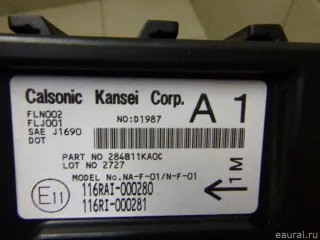 Calsonic Kansei Corp.
A 1
FLN002
FLJ001
NO:D1987
SAE J1690
DOT
PART NO 284B11KA0C
LOT NO 2727
MODEL No.NA-F-01/N-F-01
E11
116RAI-000280
116RI-000281
1M
eaural.ru